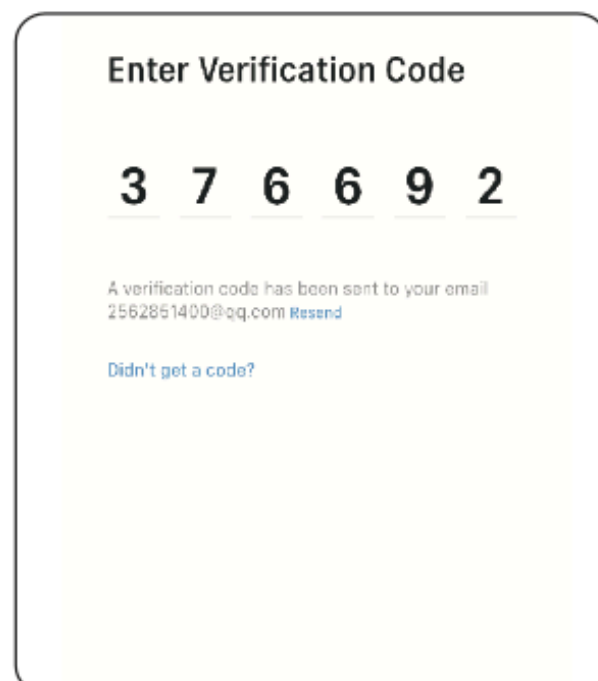 Enter Verification Code
3 7 6 6 9 2
A verification code has been sent to your email
2562851400@qq.com Resend
Didn't get a code?